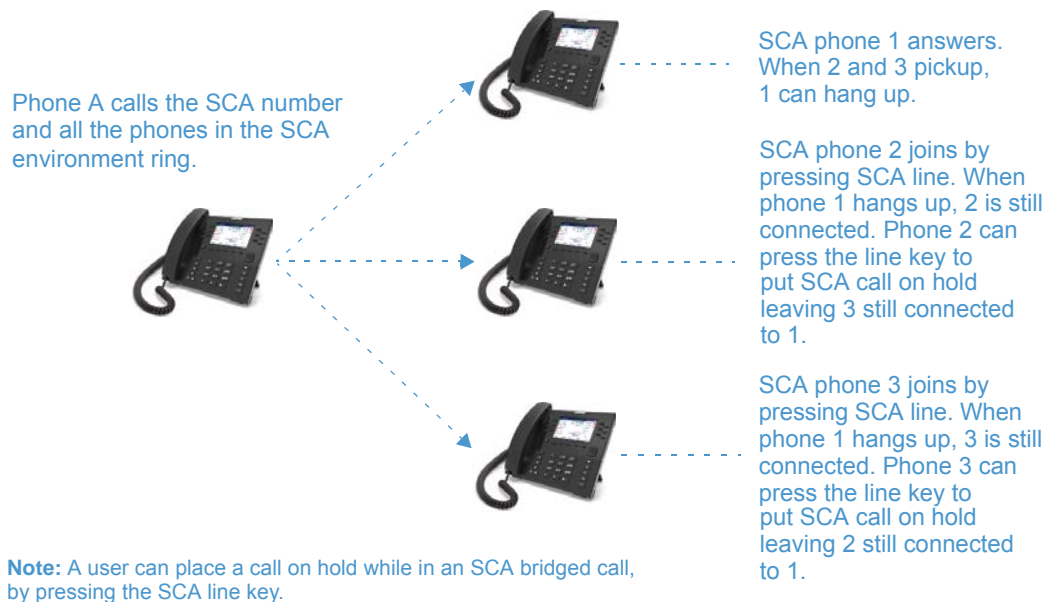 Phone A calls the SCA number
and all the phones in the SCA
environment ring.
SCA phone 1 answers.
When 2 and 3 pickup,
1 can hang up.
SCA phone 2 joins by
pressing SCA line. When
phone 1 hangs up, 2 is still
connected. Phone 2 can
press the line key to
put SCA call on hold
leaving 3 still connected
to 1.
SCA phone 3 joins by
pressing SCA line. When
phone 1 hangs up, 3 is still
connected. Phone 3 can
press the line key to
put SCA call on hold
leaving 2 still connected
to 1.
Note: A user can place a call on hold while in an SCA bridged call,
by pressing the SCA line key.